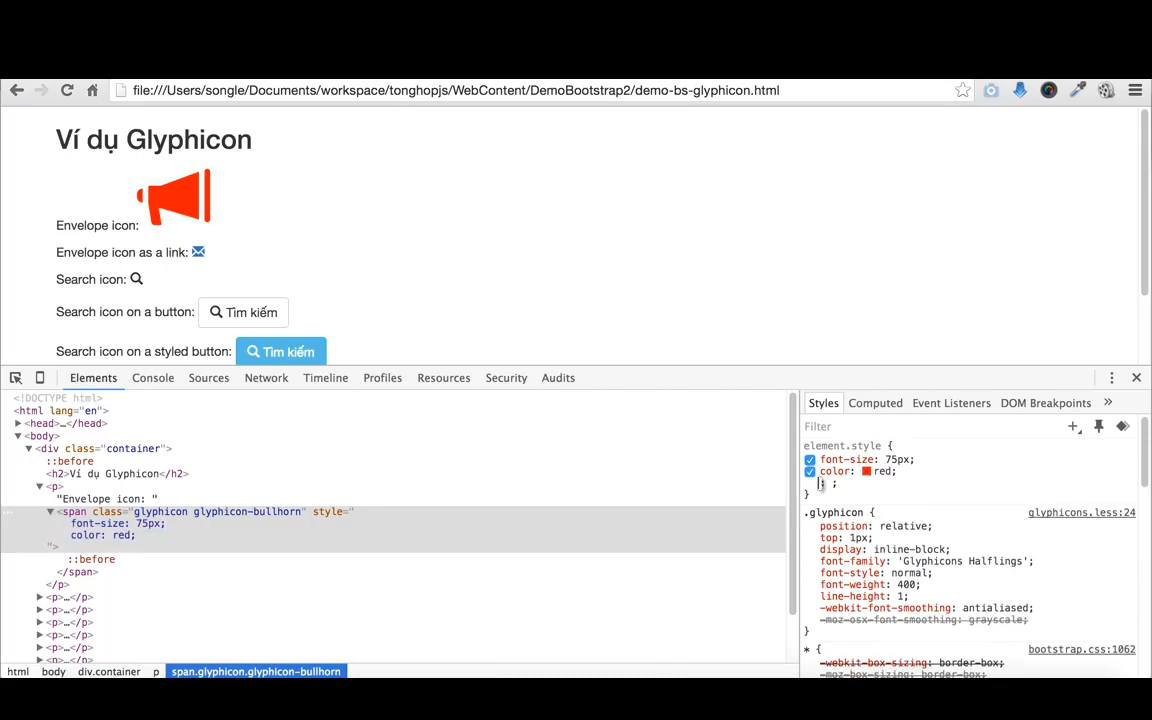 file:///Users/songle/Documents/workspace/tonghopjs/WebContent/DemoBootstrap2/demo-bs-glyphicon.html
Ví dụ Glyphicon
Envelope icon:
Envelope icon as a link:
Search icon:
Search icon on a button: Tìm kiếm
Search icon on a styled button: Tìm kiếm
Elements Console Sources Network Timeline Profiles Resources Security Audits
<!DOCTYPE html>
<html lang="en">
<head>…</head>
<body>
<div class="container">
::before
<h2>Ví dụ Glyphicon</h2>
<p>
"Envelope icon: "
<span class="glyphicon glyphicon-bullhorn" style="
font-size: 75px;
color: red;
">
::before
</span>
</p>
<p>…</p>
<p>…</p>
<p>…</p>
<p>…</p>
<p>…</p>
<p>…</p>
html body div.container p span.glyphicon.glyphicon-bullhorn
Styles Computed Event Listeners DOM Breakpoints »
Filter
element.style {
font-size: 75px;
color: red;
: ;
}
.glyphicon { glyphicons.less:24
position: relative;
top: 1px;
display: inline-block;
font-family: 'Glyphicons Halflings';
font-style: normal;
font-weight: 400;
line-height: 1;
-webkit-font-smoothing: antialiased;
-moz-osx-font-smoothing: grayscale;
}
* { bootstrap.css:1062
-webkit-box-sizing: border-box;
-moz-box-sizing: border-box;